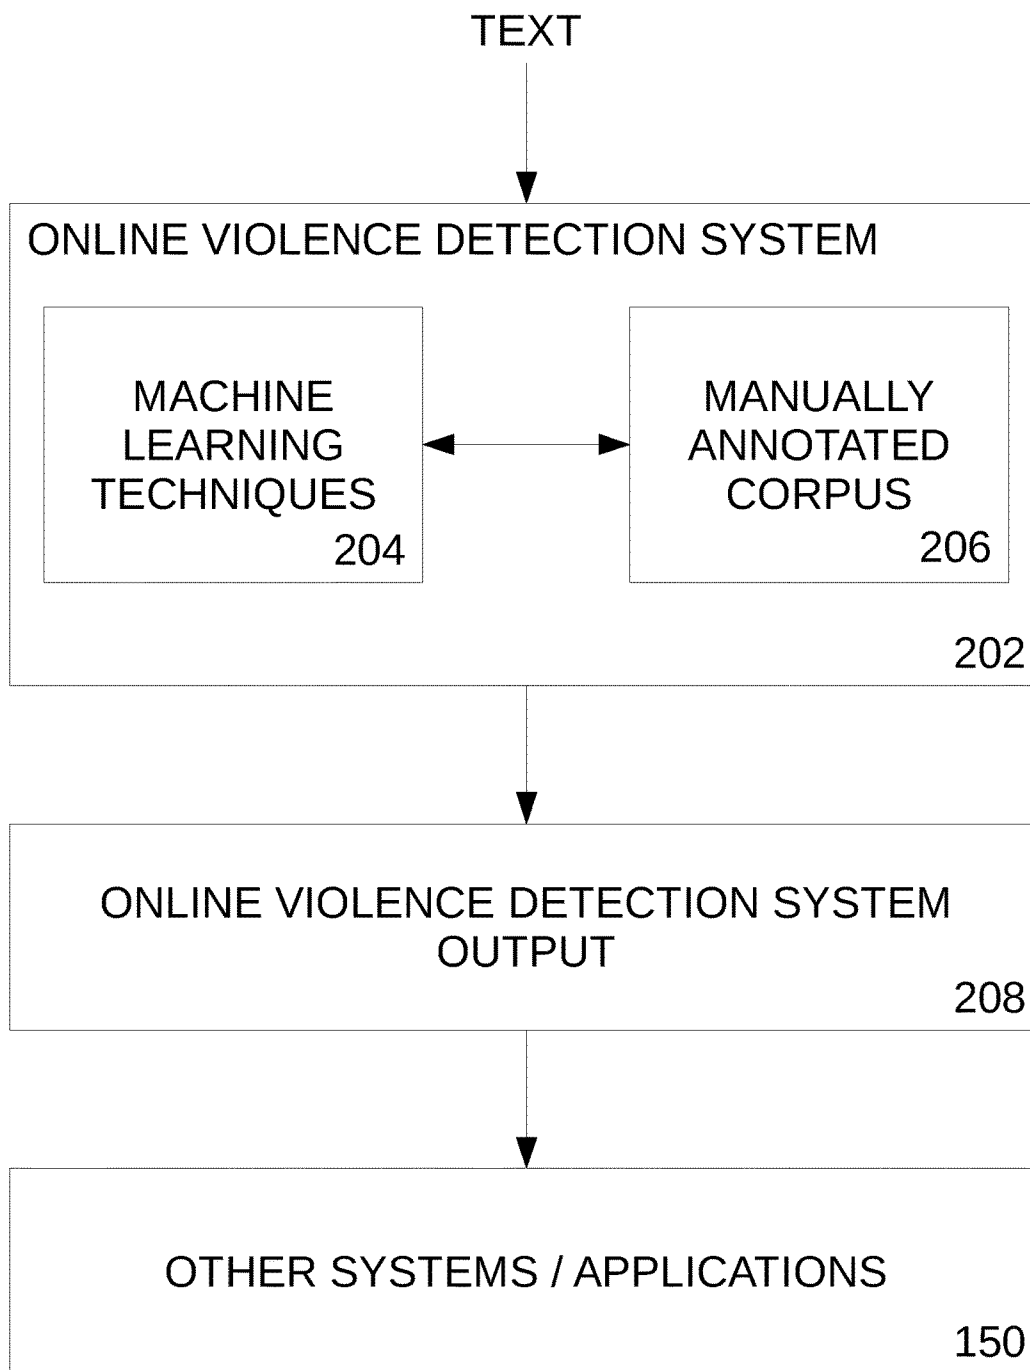 TEXT
ONLINE VIOLENCE DETECTION SYSTEM
MACHINE
LEARNING
TECHNIQUES
204
MANUALLY
ANNOTATED
CORPUS
206
202
ONLINE VIOLENCE DETECTION SYSTEM
OUTPUT
208
OTHER SYSTEMS / APPLICATIONS
150